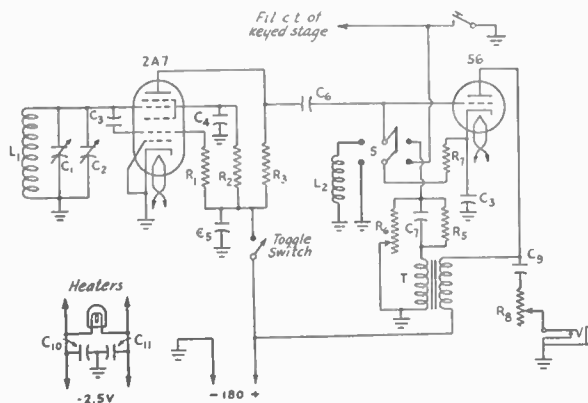 Fil ct of
keyed stage
2A7
56
C3
C4
C6
L1
C1
C2
R1
R2
R3
L2
S
R7
C3
C5
Toggle
Switch
R6
C7
R5
T
C9
R8
V
Heaters
C10
C11
-2.5V
-180 +